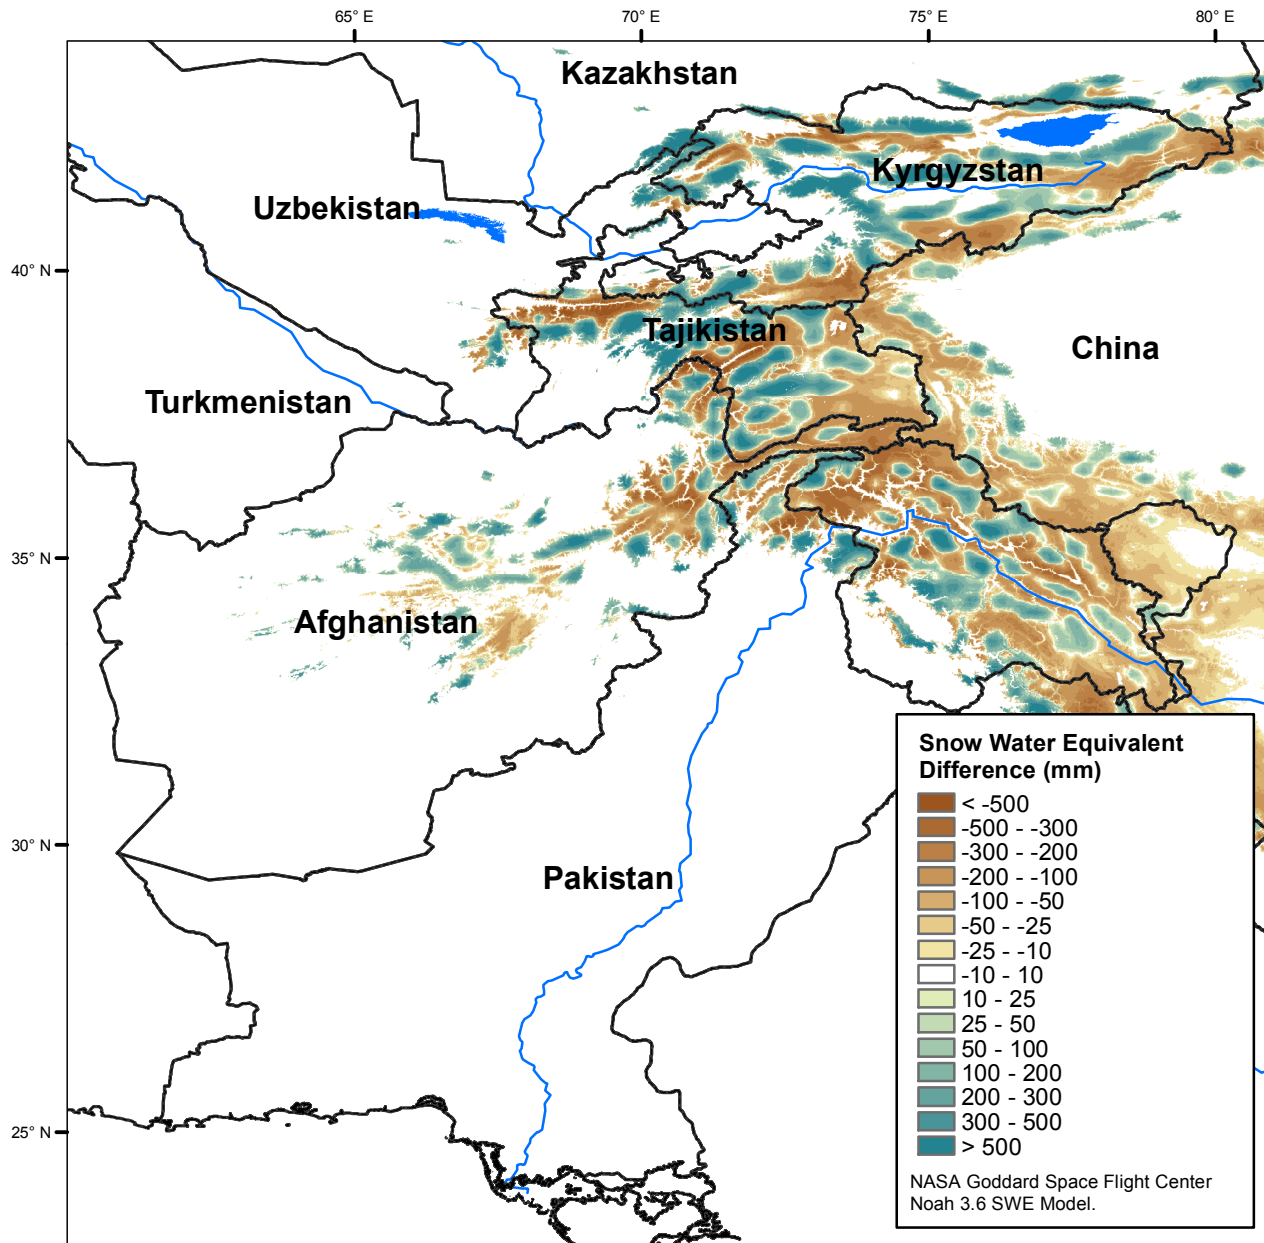 65° E
70° E
75° E
80° E
Kazakhstan
Kyrgyzstan
Uzbekistan
40° N
Tajikistan
China
Turkmenistan
35° N
Afghanistan
30° N
Pakistan
25° N
Snow Water Equivalent
Difference (mm)
< -500
-500 - -300
-300 - -200
-200 - -100
-100 - -50
-50 - -25
-25 - -10
-10 - 10
10 - 25
25 - 50
50 - 100
100 - 200
200 - 300
300 - 500
> 500
NASA Goddard Space Flight Center
Noah 3.6 SWE Model.